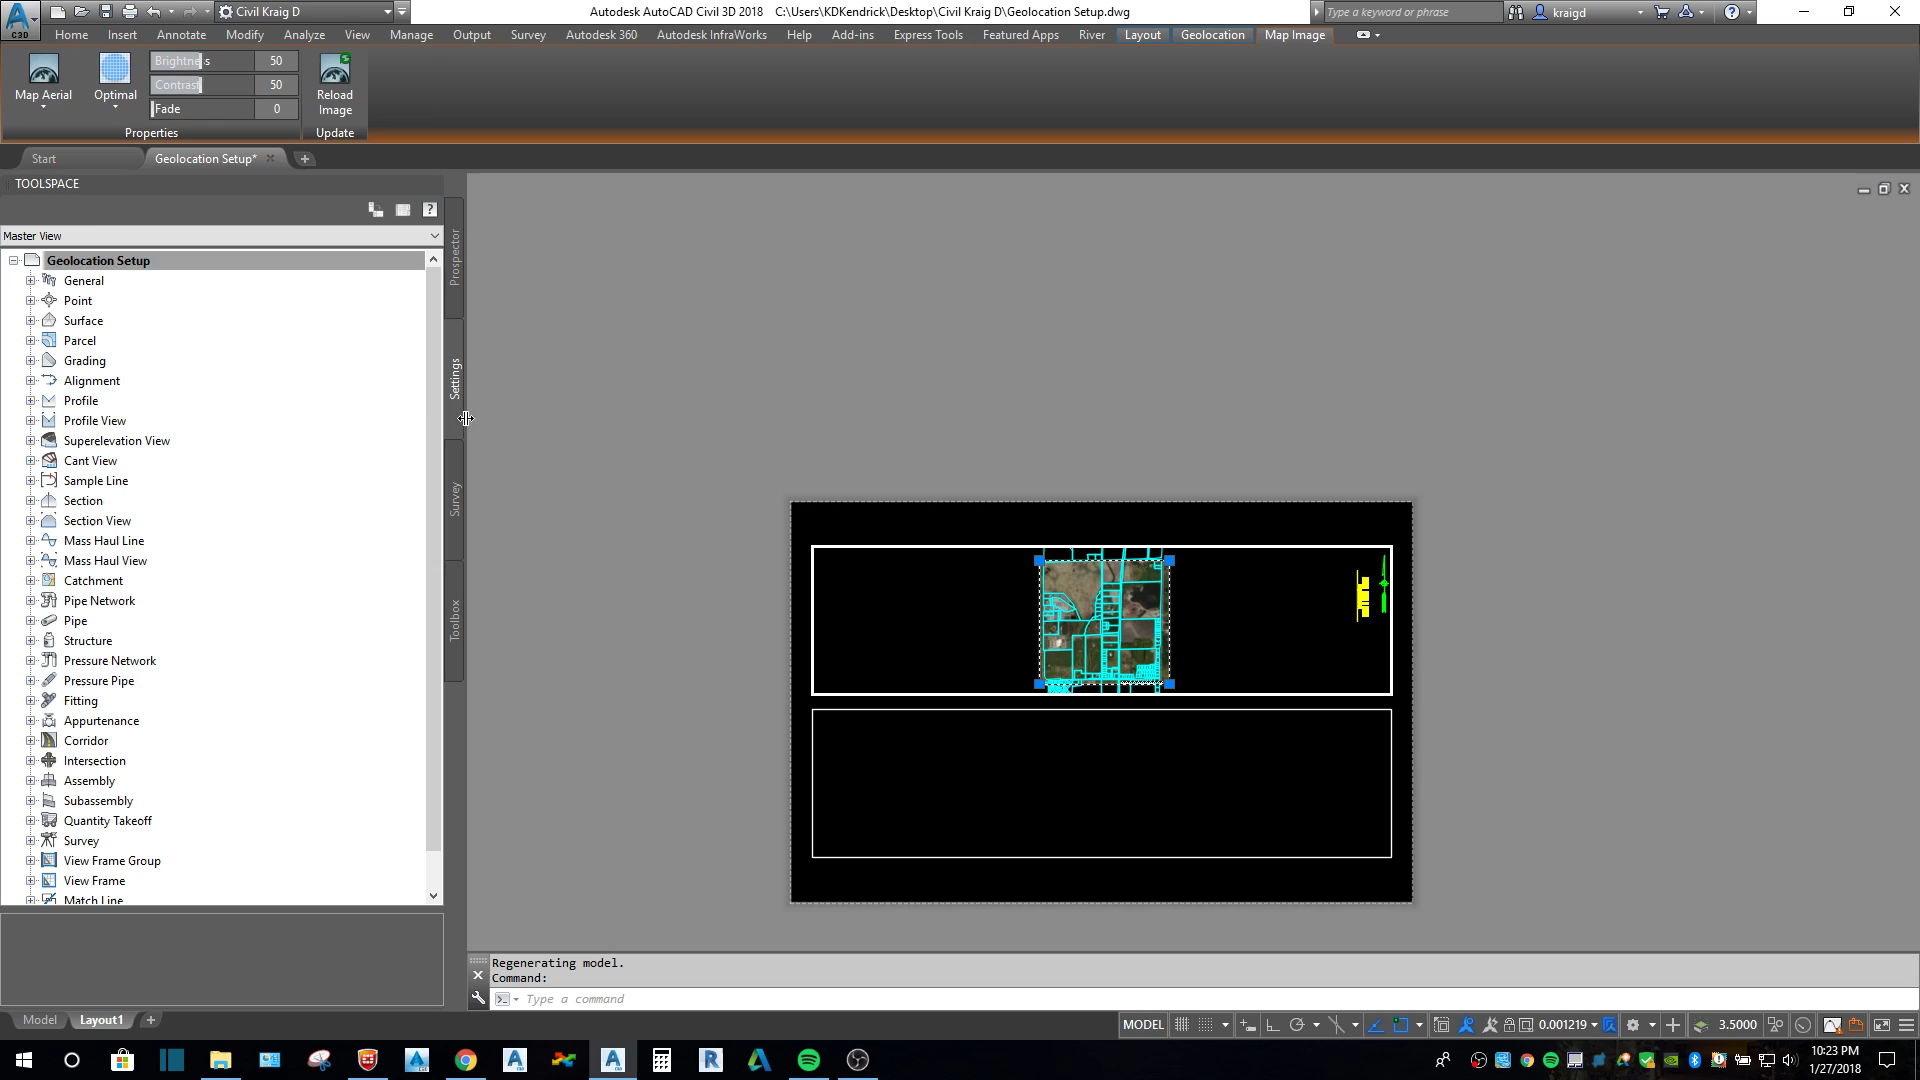 C3D
Civil Kraig D
Autodesk AutoCAD Civil 3D 2018 C:\Users\KDKendrick\Desktop\Civil Kraig D\Geolocation Setup.dwg
Type a keyword or phrase
kraigd
Home Insert Annotate Modify Analyze View Manage Output Survey Autodesk 360 Autodesk InfraWorks Help Add-ins Express Tools Featured Apps River Layout Geolocation Map Image
Map Aerial
Optimal
Brightness 50
Contrast 50
Fade 0
Reload
Image
Properties
Update
Start
Geolocation Setup*
TOOLSPACE
Master View
Geolocation Setup
General
Point
Surface
Parcel
Grading
Alignment
Profile
Profile View
Superelevation View
Cant View
Sample Line
Section
Section View
Mass Haul Line
Mass Haul View
Catchment
Pipe Network
Pipe
Structure
Pressure Network
Pressure Pipe
Fitting
Appurtenance
Corridor
Intersection
Assembly
Subassembly
Quantity Takeoff
Survey
View Frame Group
View Frame
Match Line
Prospector
Settings
Survey
Toolbox
Regenerating model.
Command:
Type a command
Model
Layout1
MODEL
0.001219
3.5000
10:23 PM
1/27/2018